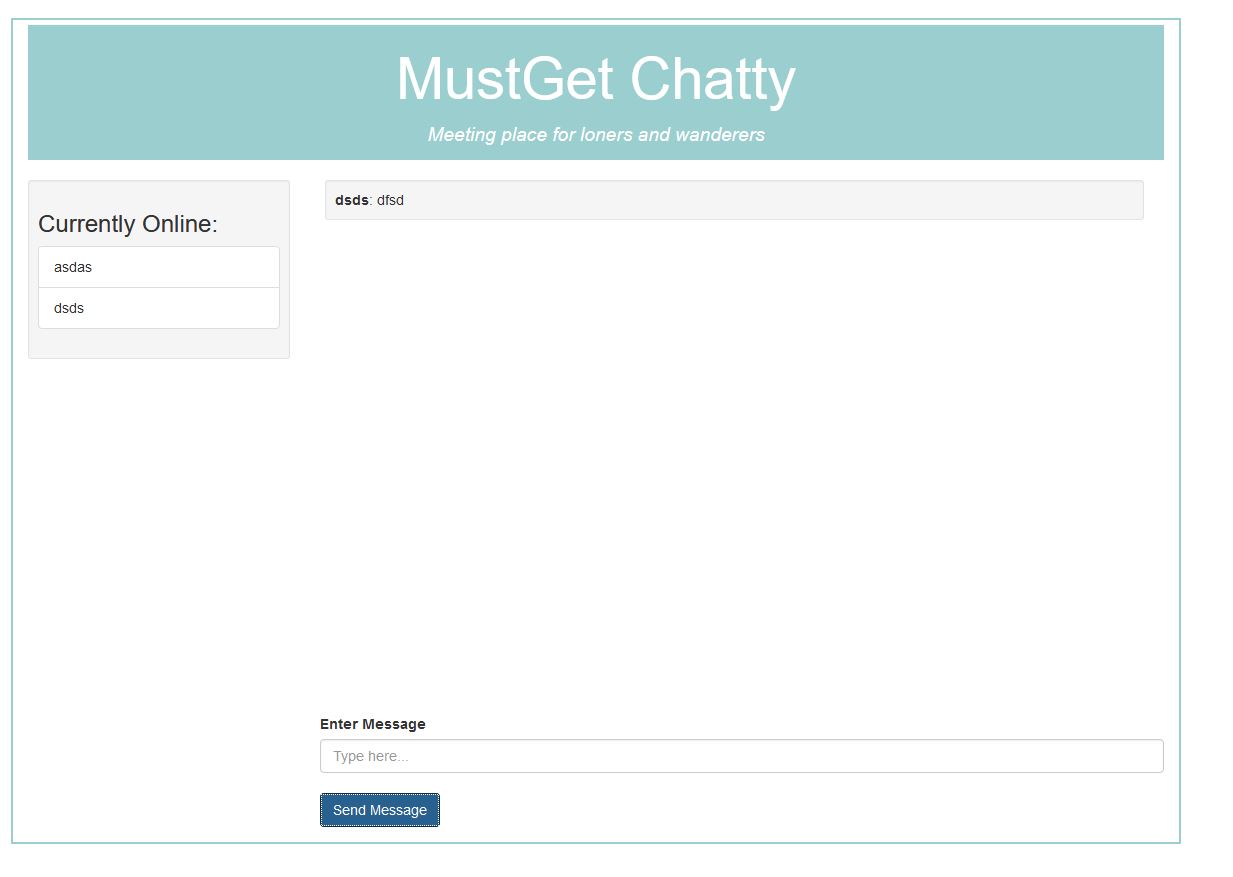 MustGet Chatty
Meeting place for loners and wanderers
Currently Online:
asdas
dsds
dsds: dfsd
Enter Message
Type here...
Send Message